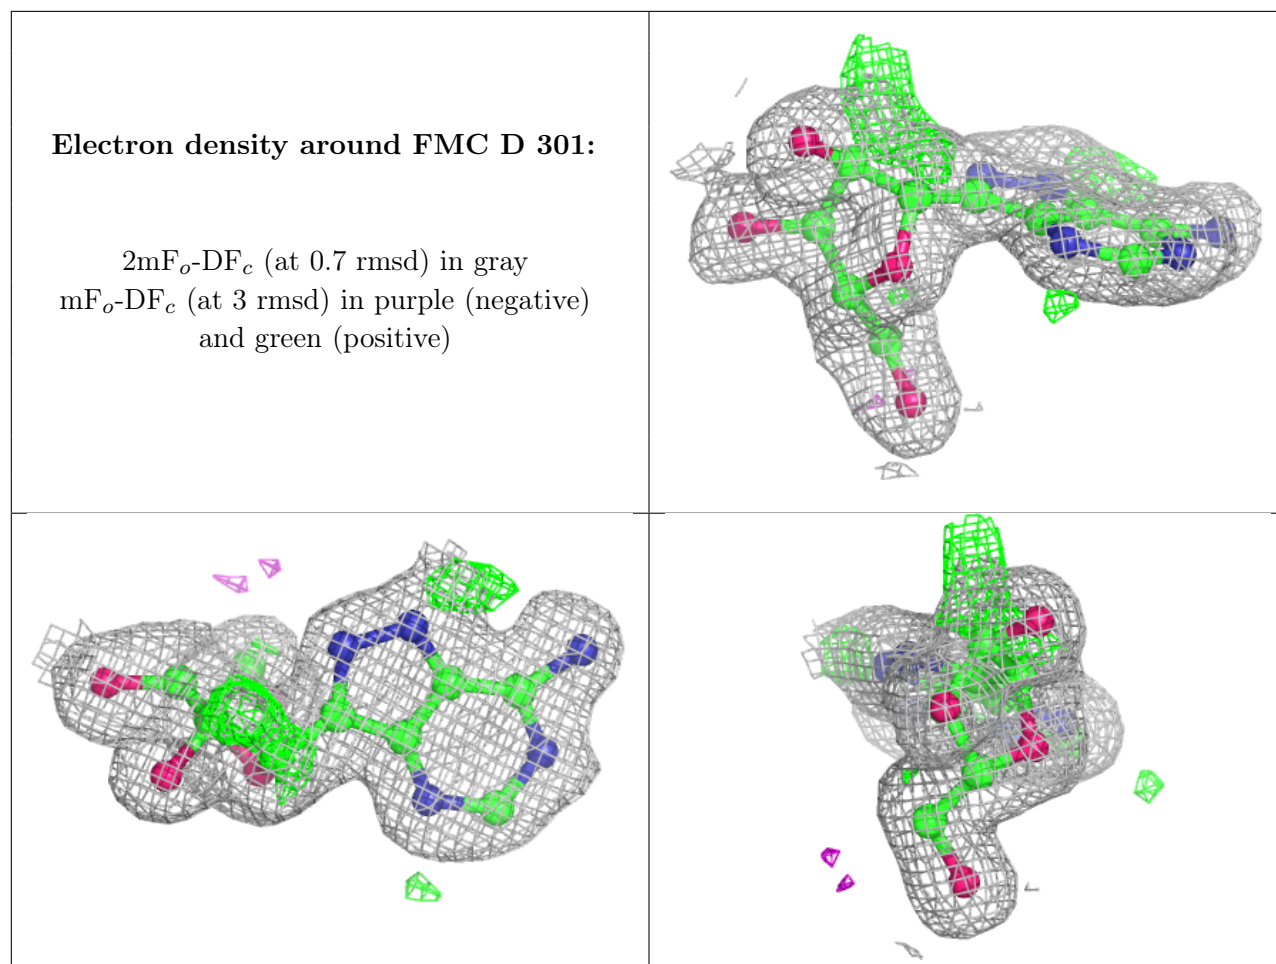 Electron density around FMC D 301:
2mFo-DFc (at 0.7 rmsd) in gray
mFo-DFc (at 3 rmsd) in purple (negative)
and green (positive)